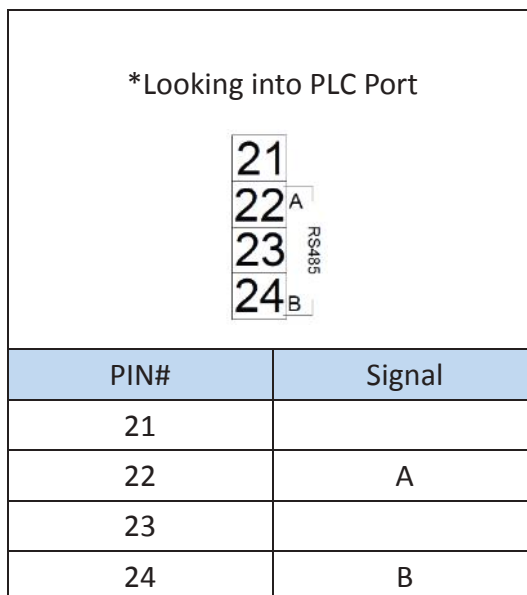 *Looking into PLC Port
21
22 A
23 RS485
24 B
PIN# Signal
21
22 A
23
24 B